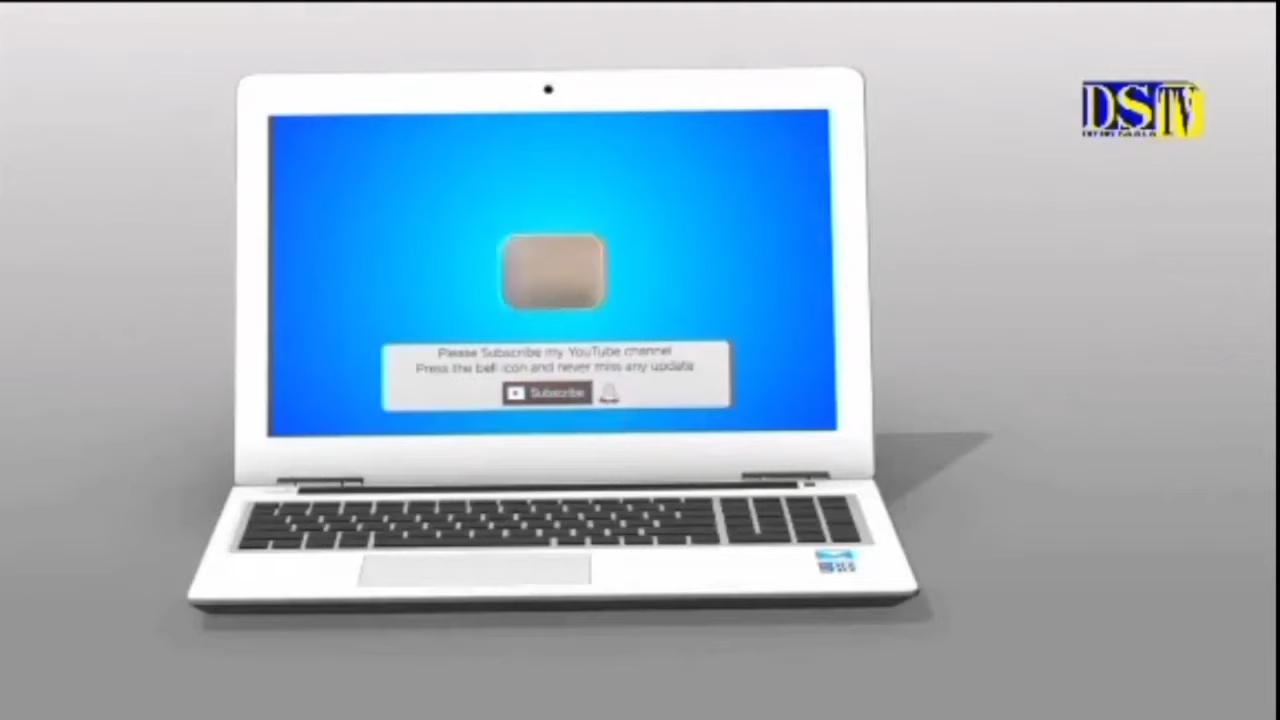 DSTV
Please Subscribe my YouTube channel
Press the bell icon and never miss any update
Subscribe